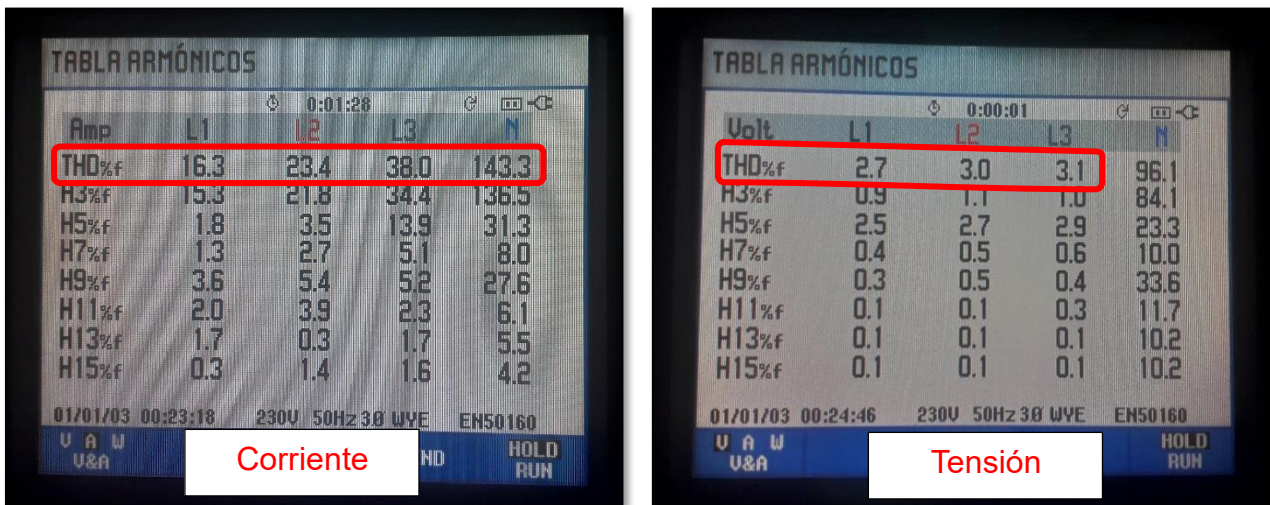 TABLA ARMÓNICOS
0:01:28
Amp L1 L2 L3 N
THD%f 16.3 23.4 38.0 143.3
H3%f 15.3 21.8 34.4 136.5
H5%f 1.8 3.5 13.9 31.3
H7%f 1.3 2.7 5.1 8.0
H9%f 3.6 5.4 5.2 27.6
H11%f 2.0 3.9 2.3 6.1
H13%f 1.7 0.3 1.7 5.5
H15%f 0.3 1.4 1.6 4.2
01/01/03 00:23:18 230V 50Hz 3Ø WYE EN50160
V A W
V&A
HOLD
RUN
Corriente
TABLA ARMÓNICOS
0:00:01
Volt L1 L2 L3 N
THD%f 2.7 3.0 3.1 96.1
H3%f 0.9 1.1 1.0 84.1
H5%f 2.5 2.7 2.9 23.3
H7%f 0.4 0.5 0.6 10.0
H9%f 0.3 0.5 0.4 33.6
H11%f 0.1 0.1 0.3 11.7
H13%f 0.1 0.1 0.1 10.2
H15%f 0.1 0.1 0.1 10.2
01/01/03 00:24:46 230V 50Hz 3Ø WYE EN50160
V A W
V&A
HOLD
RUN
Tensión